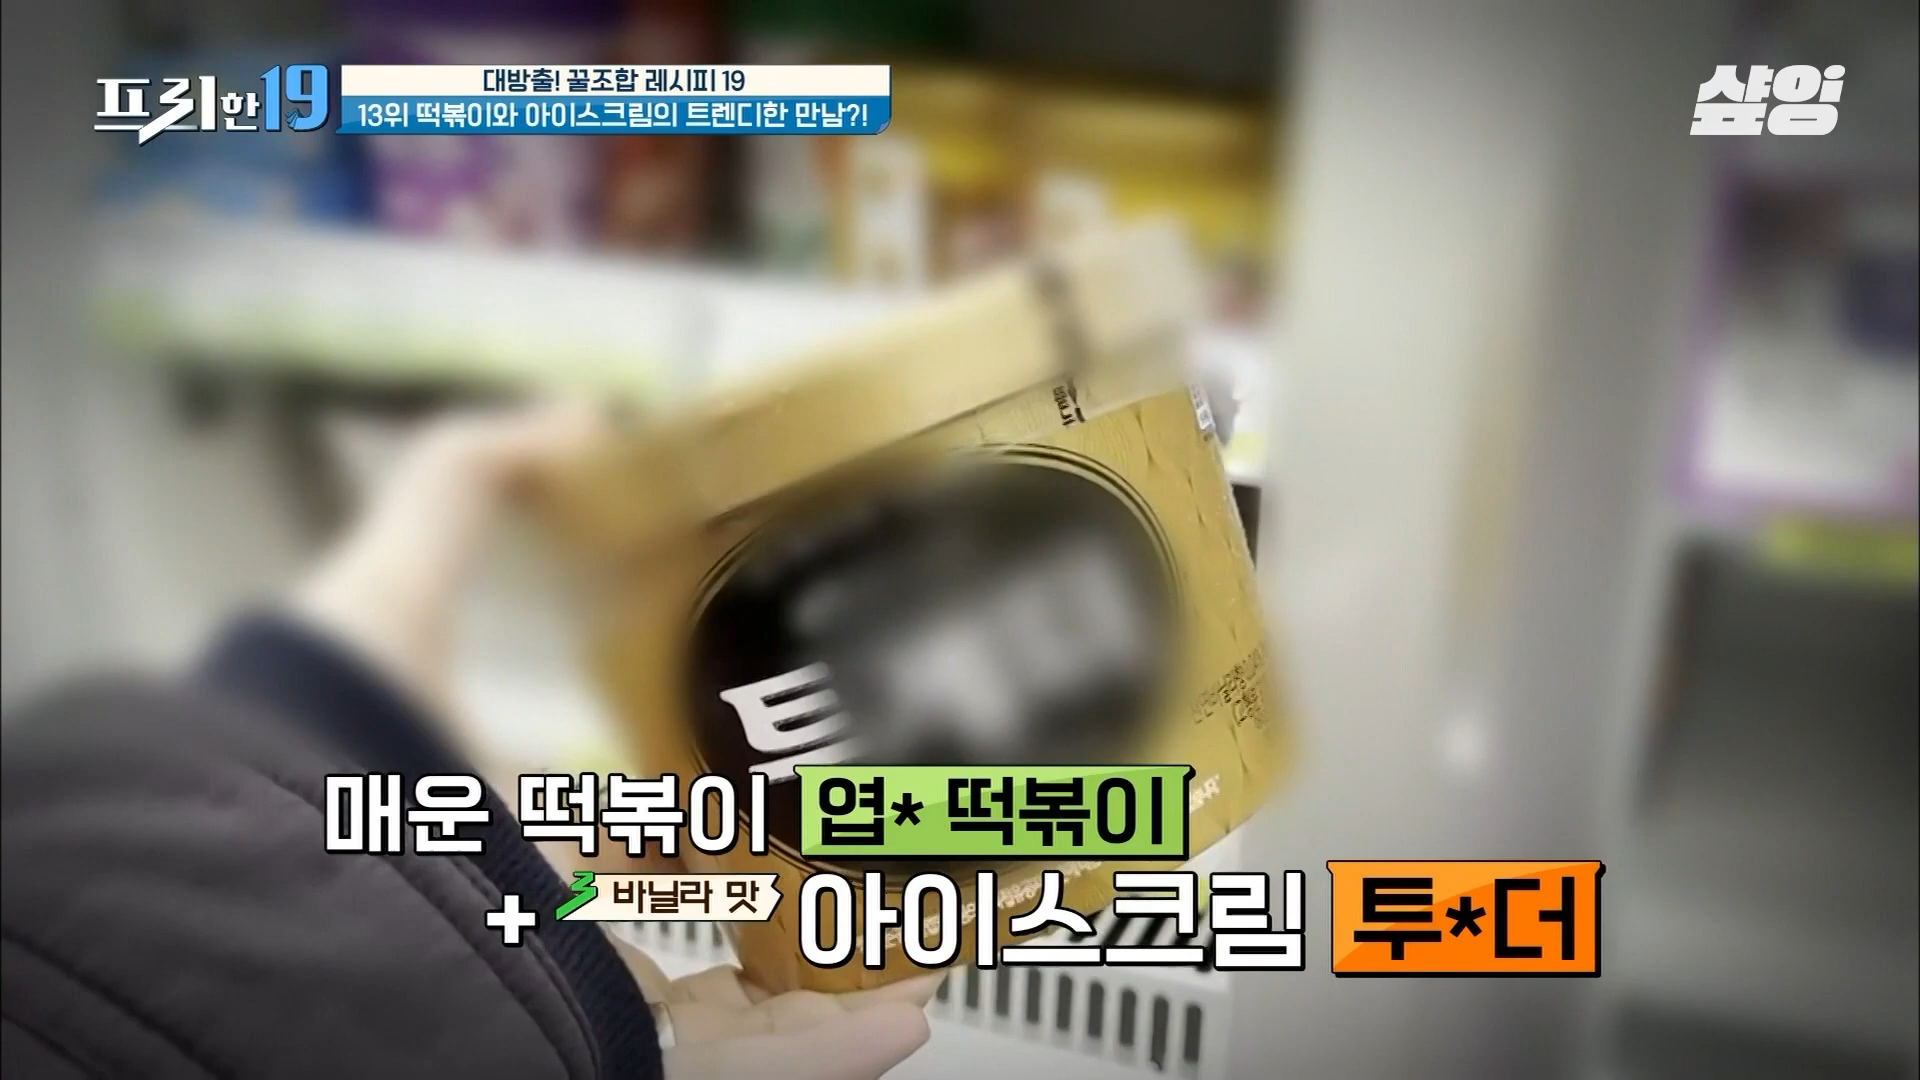 프리한19
대방출! 꿀조합 레시피 19
13위 떡볶이와 아이스크림의 트렌디한 만남?!
샾잉
트
매운 떡볶이 엽* 떡볶이
+ 바닐라 맛 아이스크림 투*더